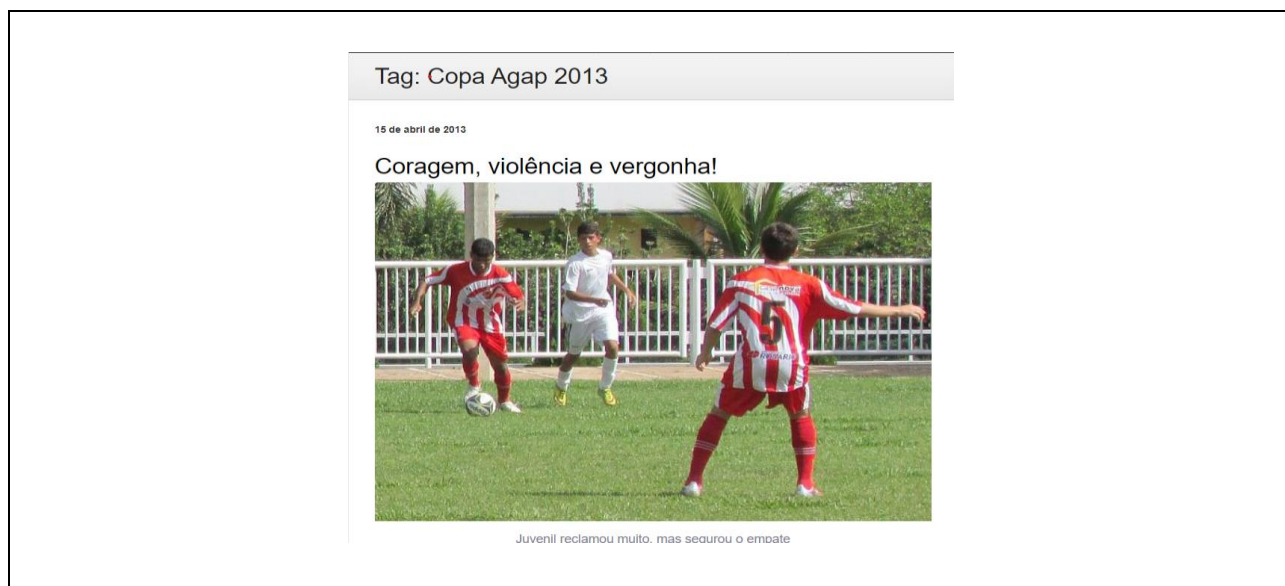 Tag: Copa Agap 2013
15 de abril de 2013
Coragem, violência e vergonha!
5
Juvenil reclamou muito, mas segurou o empate